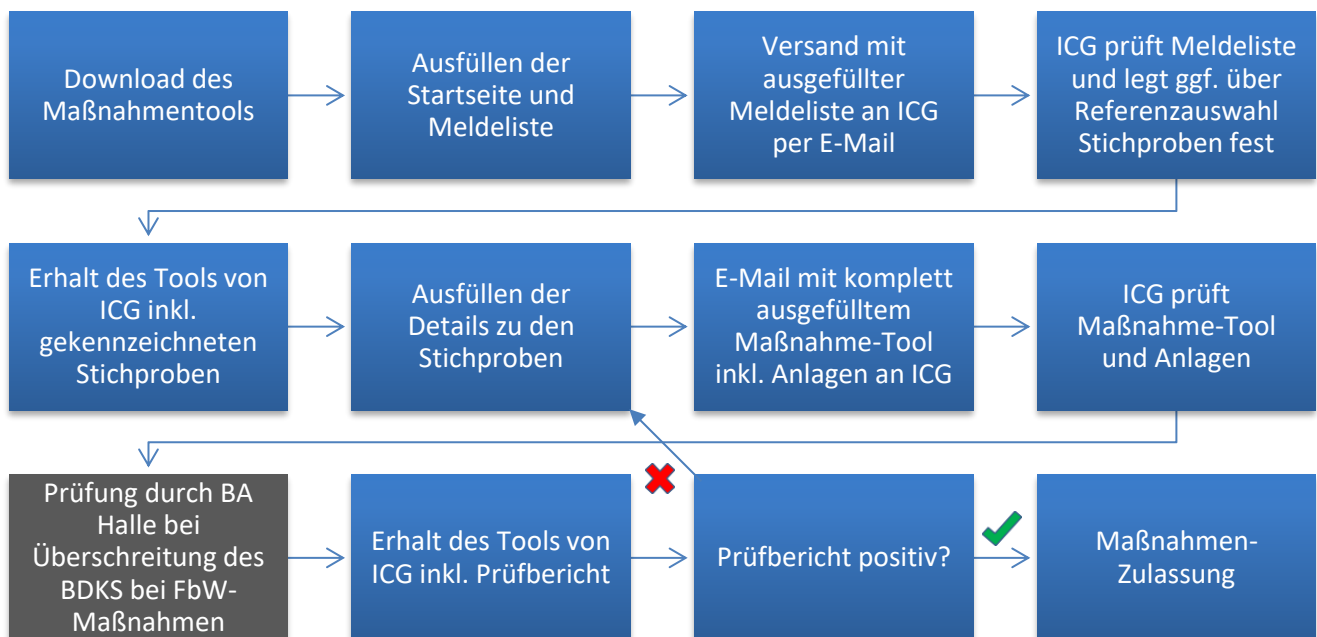 Download des
Maßnahmentools
Ausfüllen der
Startseite und
Meldeliste
Versand mit
ausgefüllter
Meldeliste an ICG
per E-Mail
ICG prüft Meldeliste
und legt ggf. über
Referenzauswahl
Stichproben fest
Erhalt des Tools von
ICG inkl.
gekennzeichneten
Stichproben
Ausfüllen der
Details zu den
Stichproben
E-Mail mit komplett
ausgefülltem
Maßnahme-Tool
inkl. Anlagen an ICG
ICG prüft
Maßnahme-Tool
und Anlagen
Prüfung durch BA
Halle bei
Überschreitung des
BDKS bei FbW-
Maßnahmen
Erhalt des Tools von
ICG inkl. Prüfbericht
Prüfbericht positiv?
Maßnahmen-
Zulassung